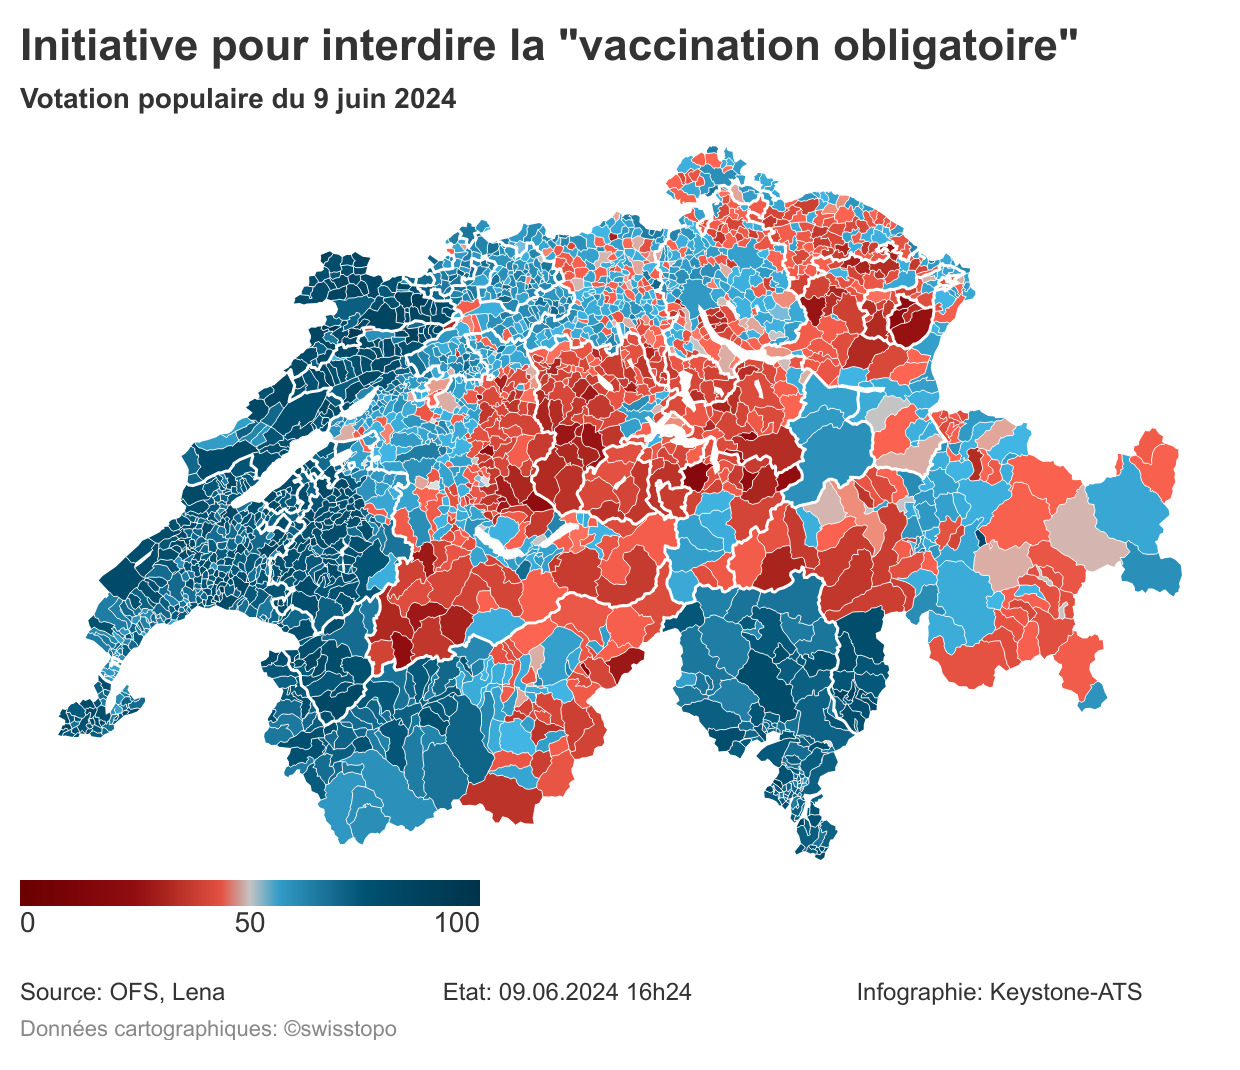 Initiative pour interdire la "vaccination obligatoire"
Votation populaire du 9 juin 2024
0 50 100
Source: OFS, Lena Etat: 09.06.2024 16h24 Infographie: Keystone-ATS
Données cartographiques: ©swisstopo